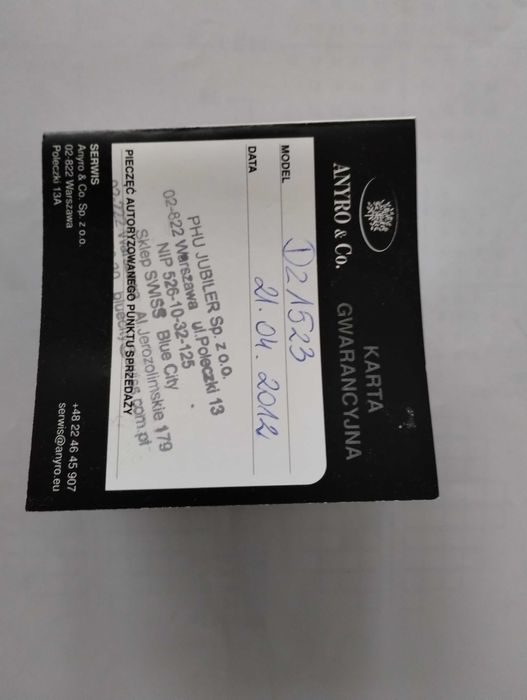 ANYRO & Co.
KARTA
GWARANCYJNA
MODEL D21523
DATA 21.04.2012
PHU JUBILER Sp. z o.o.
02-822 Warszawa ul.Poleczki 13
NIP 526-10-32-125
Sklep SWISS Blue City
Al Jerozolimskie 179
PIECZĘĆ AUTORYZOWANEGO PUNKTU SPRZEDAŻY
SERWIS
Anyro & Co. Sp. z o.o.
02-822 Warszawa
Poleczki 13A
+48 22 46 45 907
serwis@anyro.eu